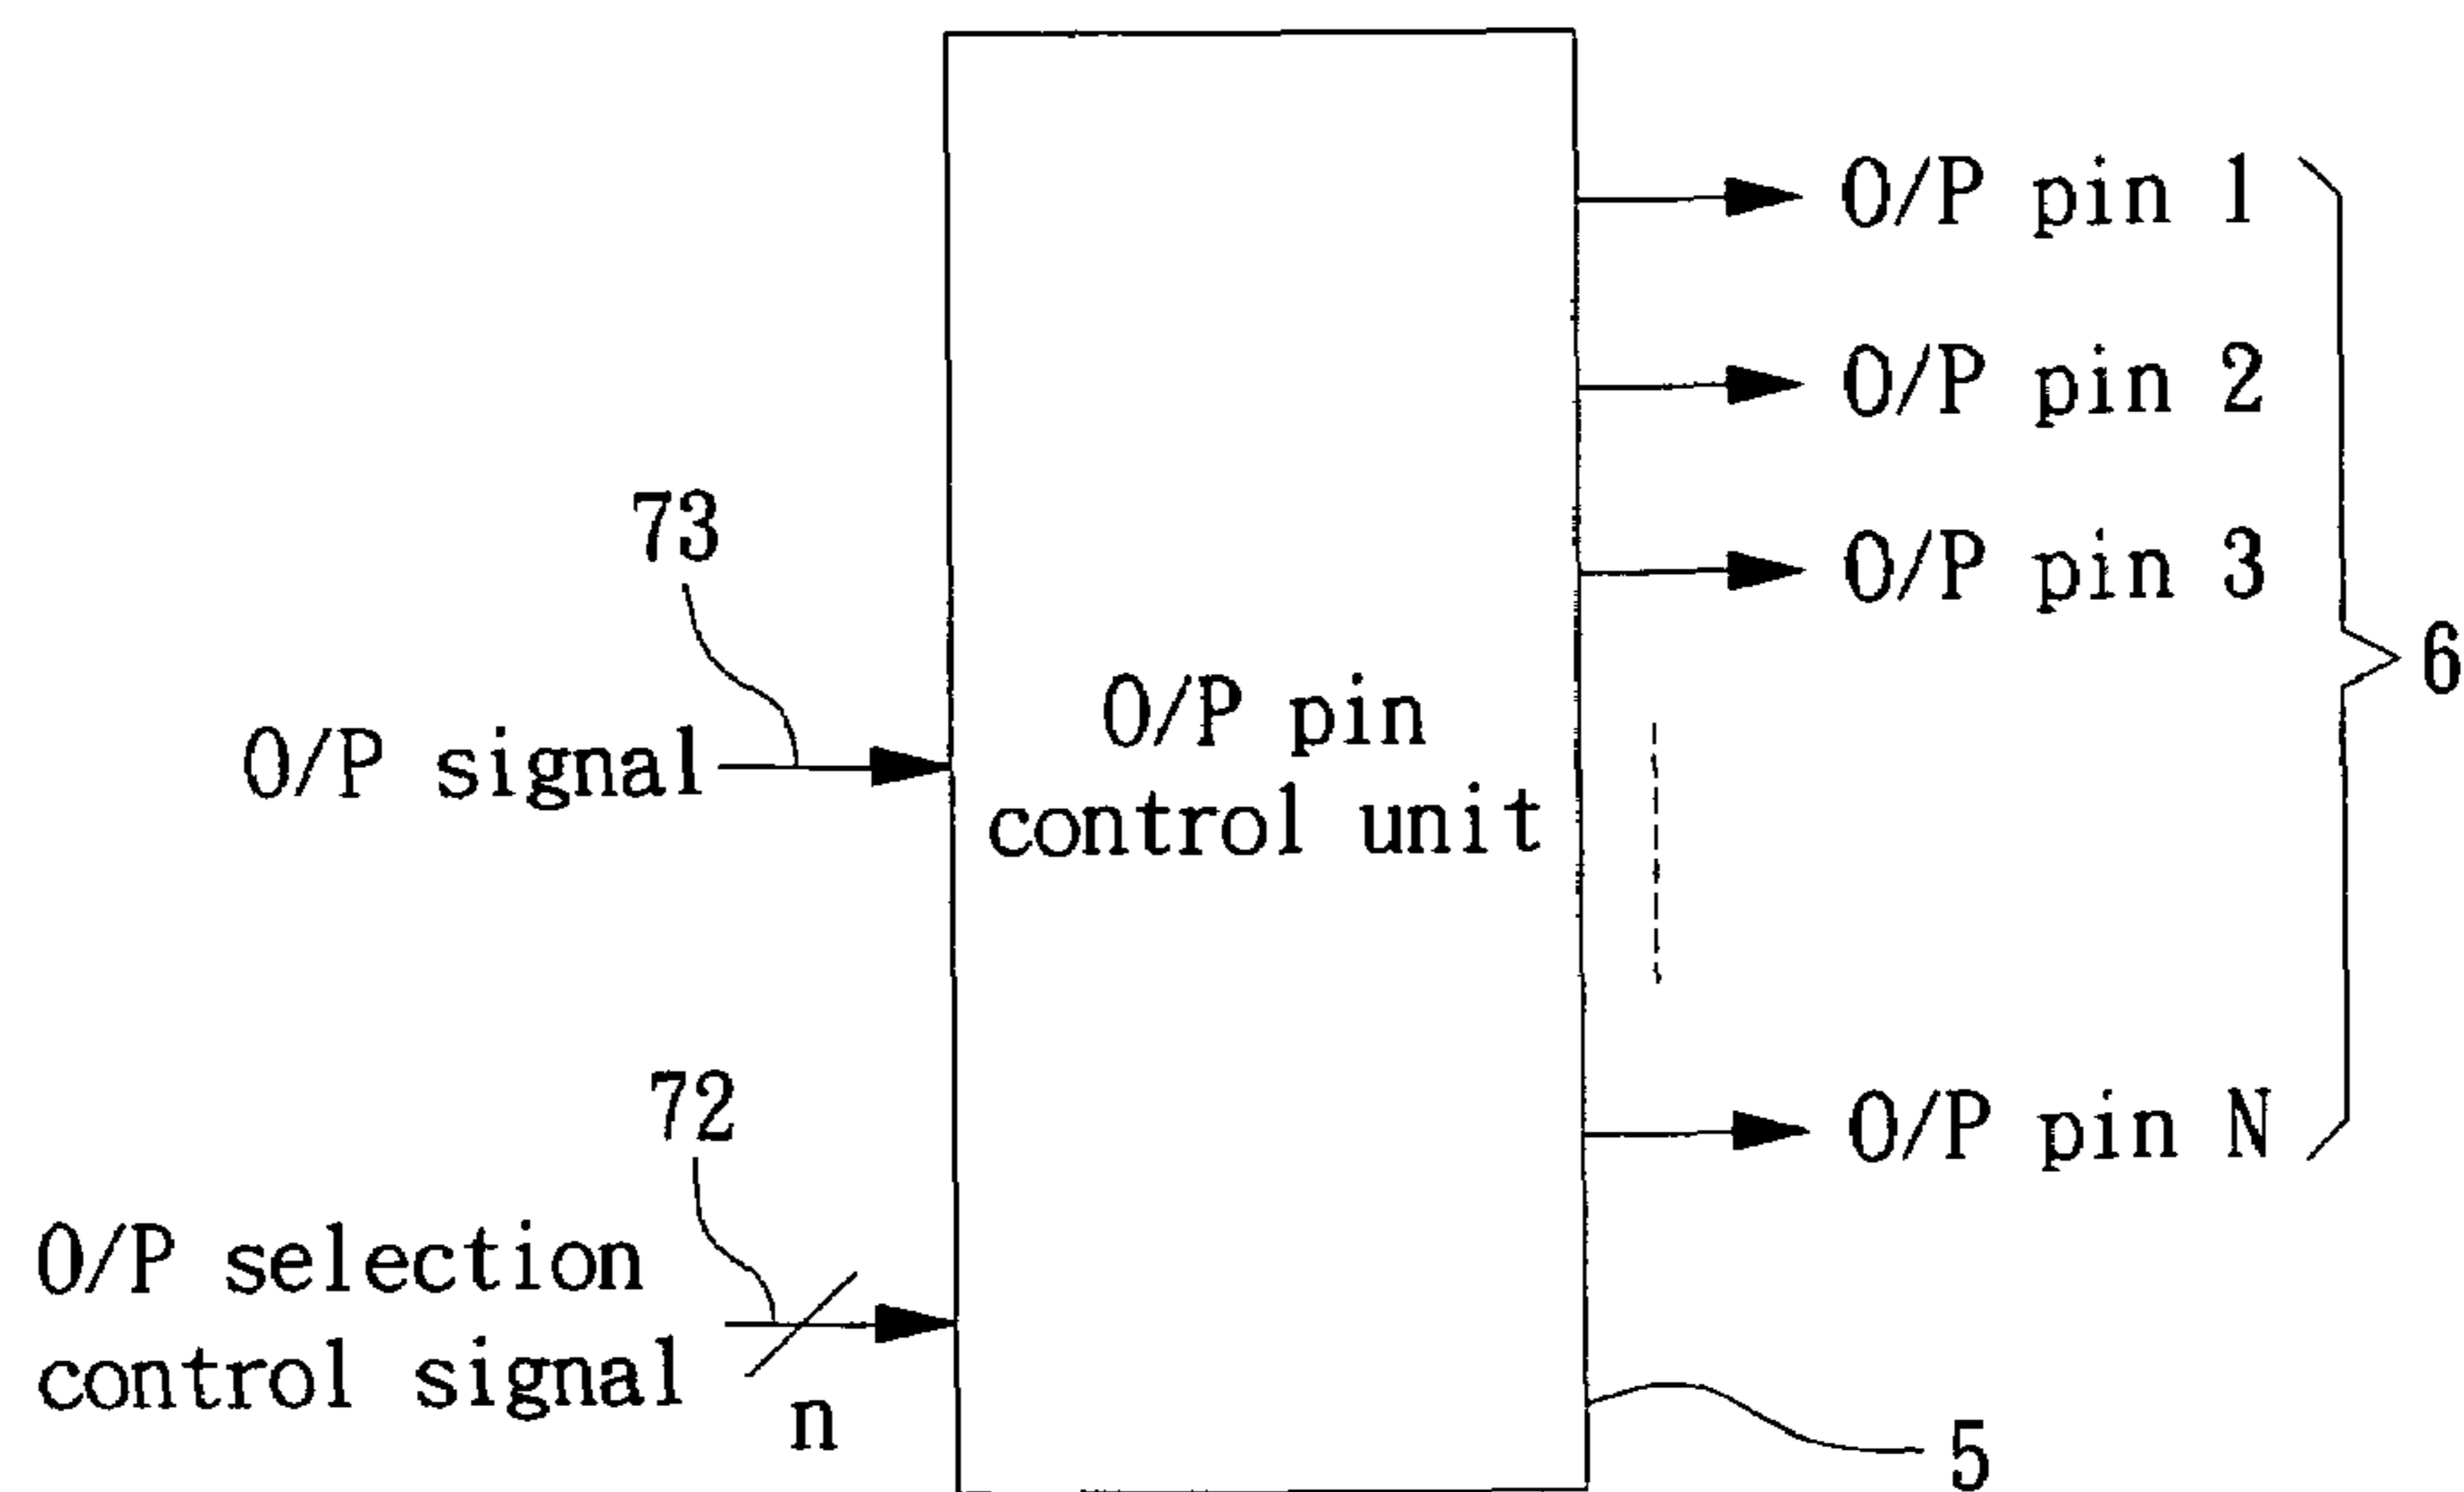 O/P pin 1
O/P pin 2
O/P pin 3
6
73
O/P signal
O/P pin
control unit
72
O/P pin N
O/P selection
control signal
n
5